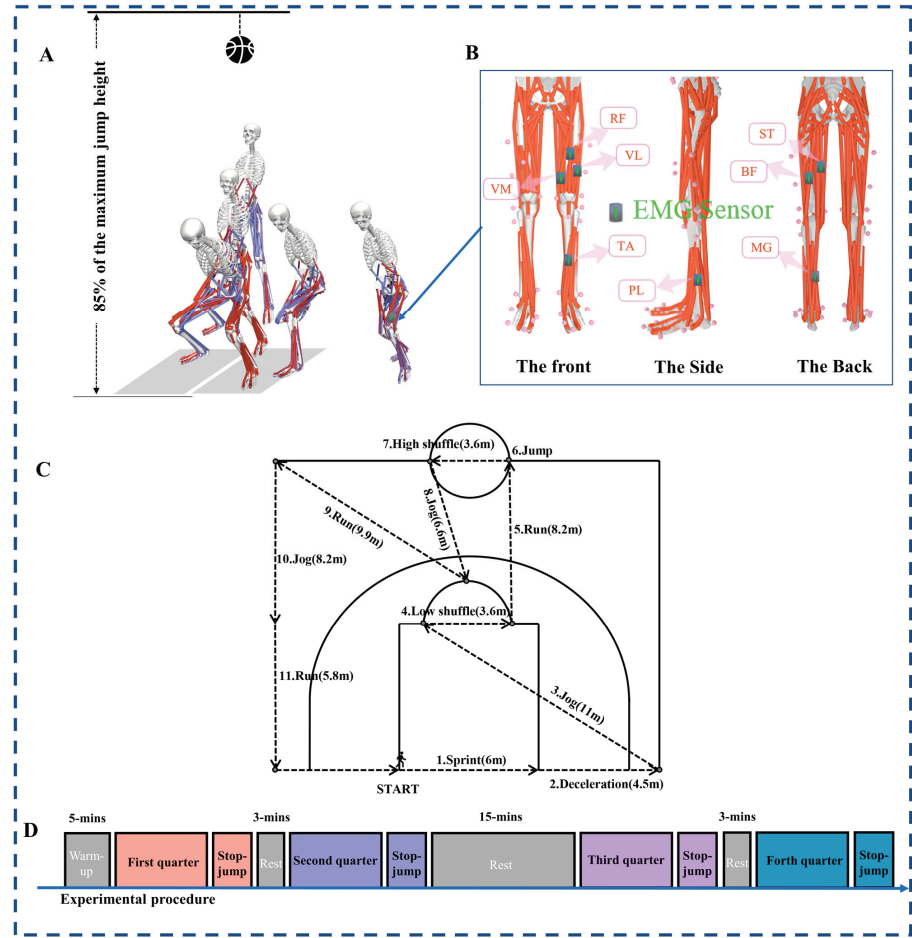 A
85% of the maximum jump height
B
RF
VL
VM
EMG Sensor
TA
PL
ST
BF
MG
The front
The Side
The Back
C
7.High shuffle(3.6m)
6.Jump
8.Jog(6.6m)
9.Run(9.9m)
5.Run(8.2m)
10.Jog(8.2m)
4.Low shuffle(3.6m)
11.Run(5.8m)
3.Jog(11m)
1.Sprint(6m)
START
2.Deceleration(4.5m)
D
5-mins
3-mins
15-mins
3-mins
Warm-
up
First quarter
Stop-
jump
Rest
Second quarter
Stop-
jump
Rest
Third quarter
Stop-
jump
Rest
Forth quarter
Stop-
jump
Experimental procedure